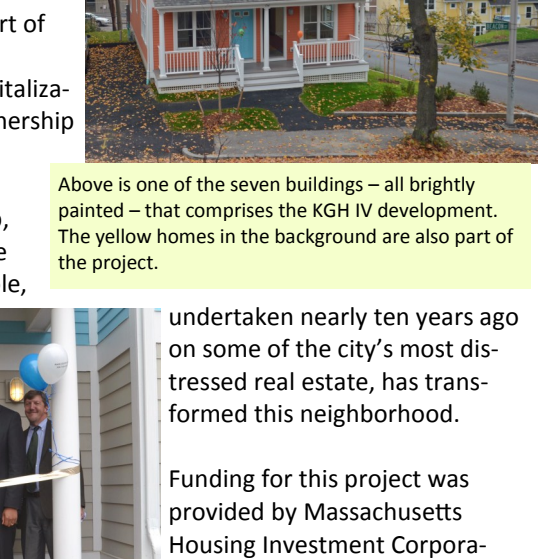 rt of
italiza-
nership
Above is one of the seven buildings – all brightly
painted – that comprises the KGH IV development.
The yellow homes in the background are also part of
the project.
e
le,
undertaken nearly ten years ago
on some of the city's most dis-
tressed real estate, has trans-
formed this neighborhood.
Funding for this project was
provided by Massachusetts
Housing Investment Corpora-